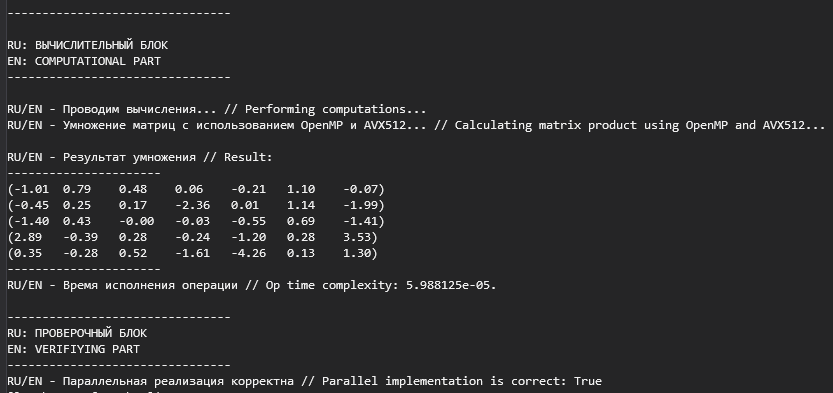 --------------------------------
RU: ВЫЧИСЛИТЕЛЬНЫЙ БЛОК
EN: COMPUTATIONAL PART
--------------------------------
RU/EN - Проводим вычисления... // Performing computations...
RU/EN - Умножение матриц с использованием OpenMP и AVX512... // Calculating matrix product using OpenMP and AVX512...
RU/EN - Результат умножения // Result:
----------------------
(-1.01  0.79    0.48    0.06    -0.21   1.10    -0.07)
(-0.45  0.25    0.17    -2.36   0.01    1.14    -1.99)
(-1.40  0.43    -0.00   -0.03   -0.55   0.69    -1.41)
(2.89   -0.39   0.28    -0.24   -1.20   0.28    3.53)
(0.35   -0.28   0.52    -1.61   -4.26   0.13    1.30)
----------------------
RU/EN - Время исполнения операции // Op time complexity: 5.988125e-05.
--------------------------------
RU: ПРОВЕРОЧНЫЙ БЛОК
EN: VERIFIYING PART
--------------------------------
RU/EN - Параллельная реализация корректна // Parallel implementation is correct: True